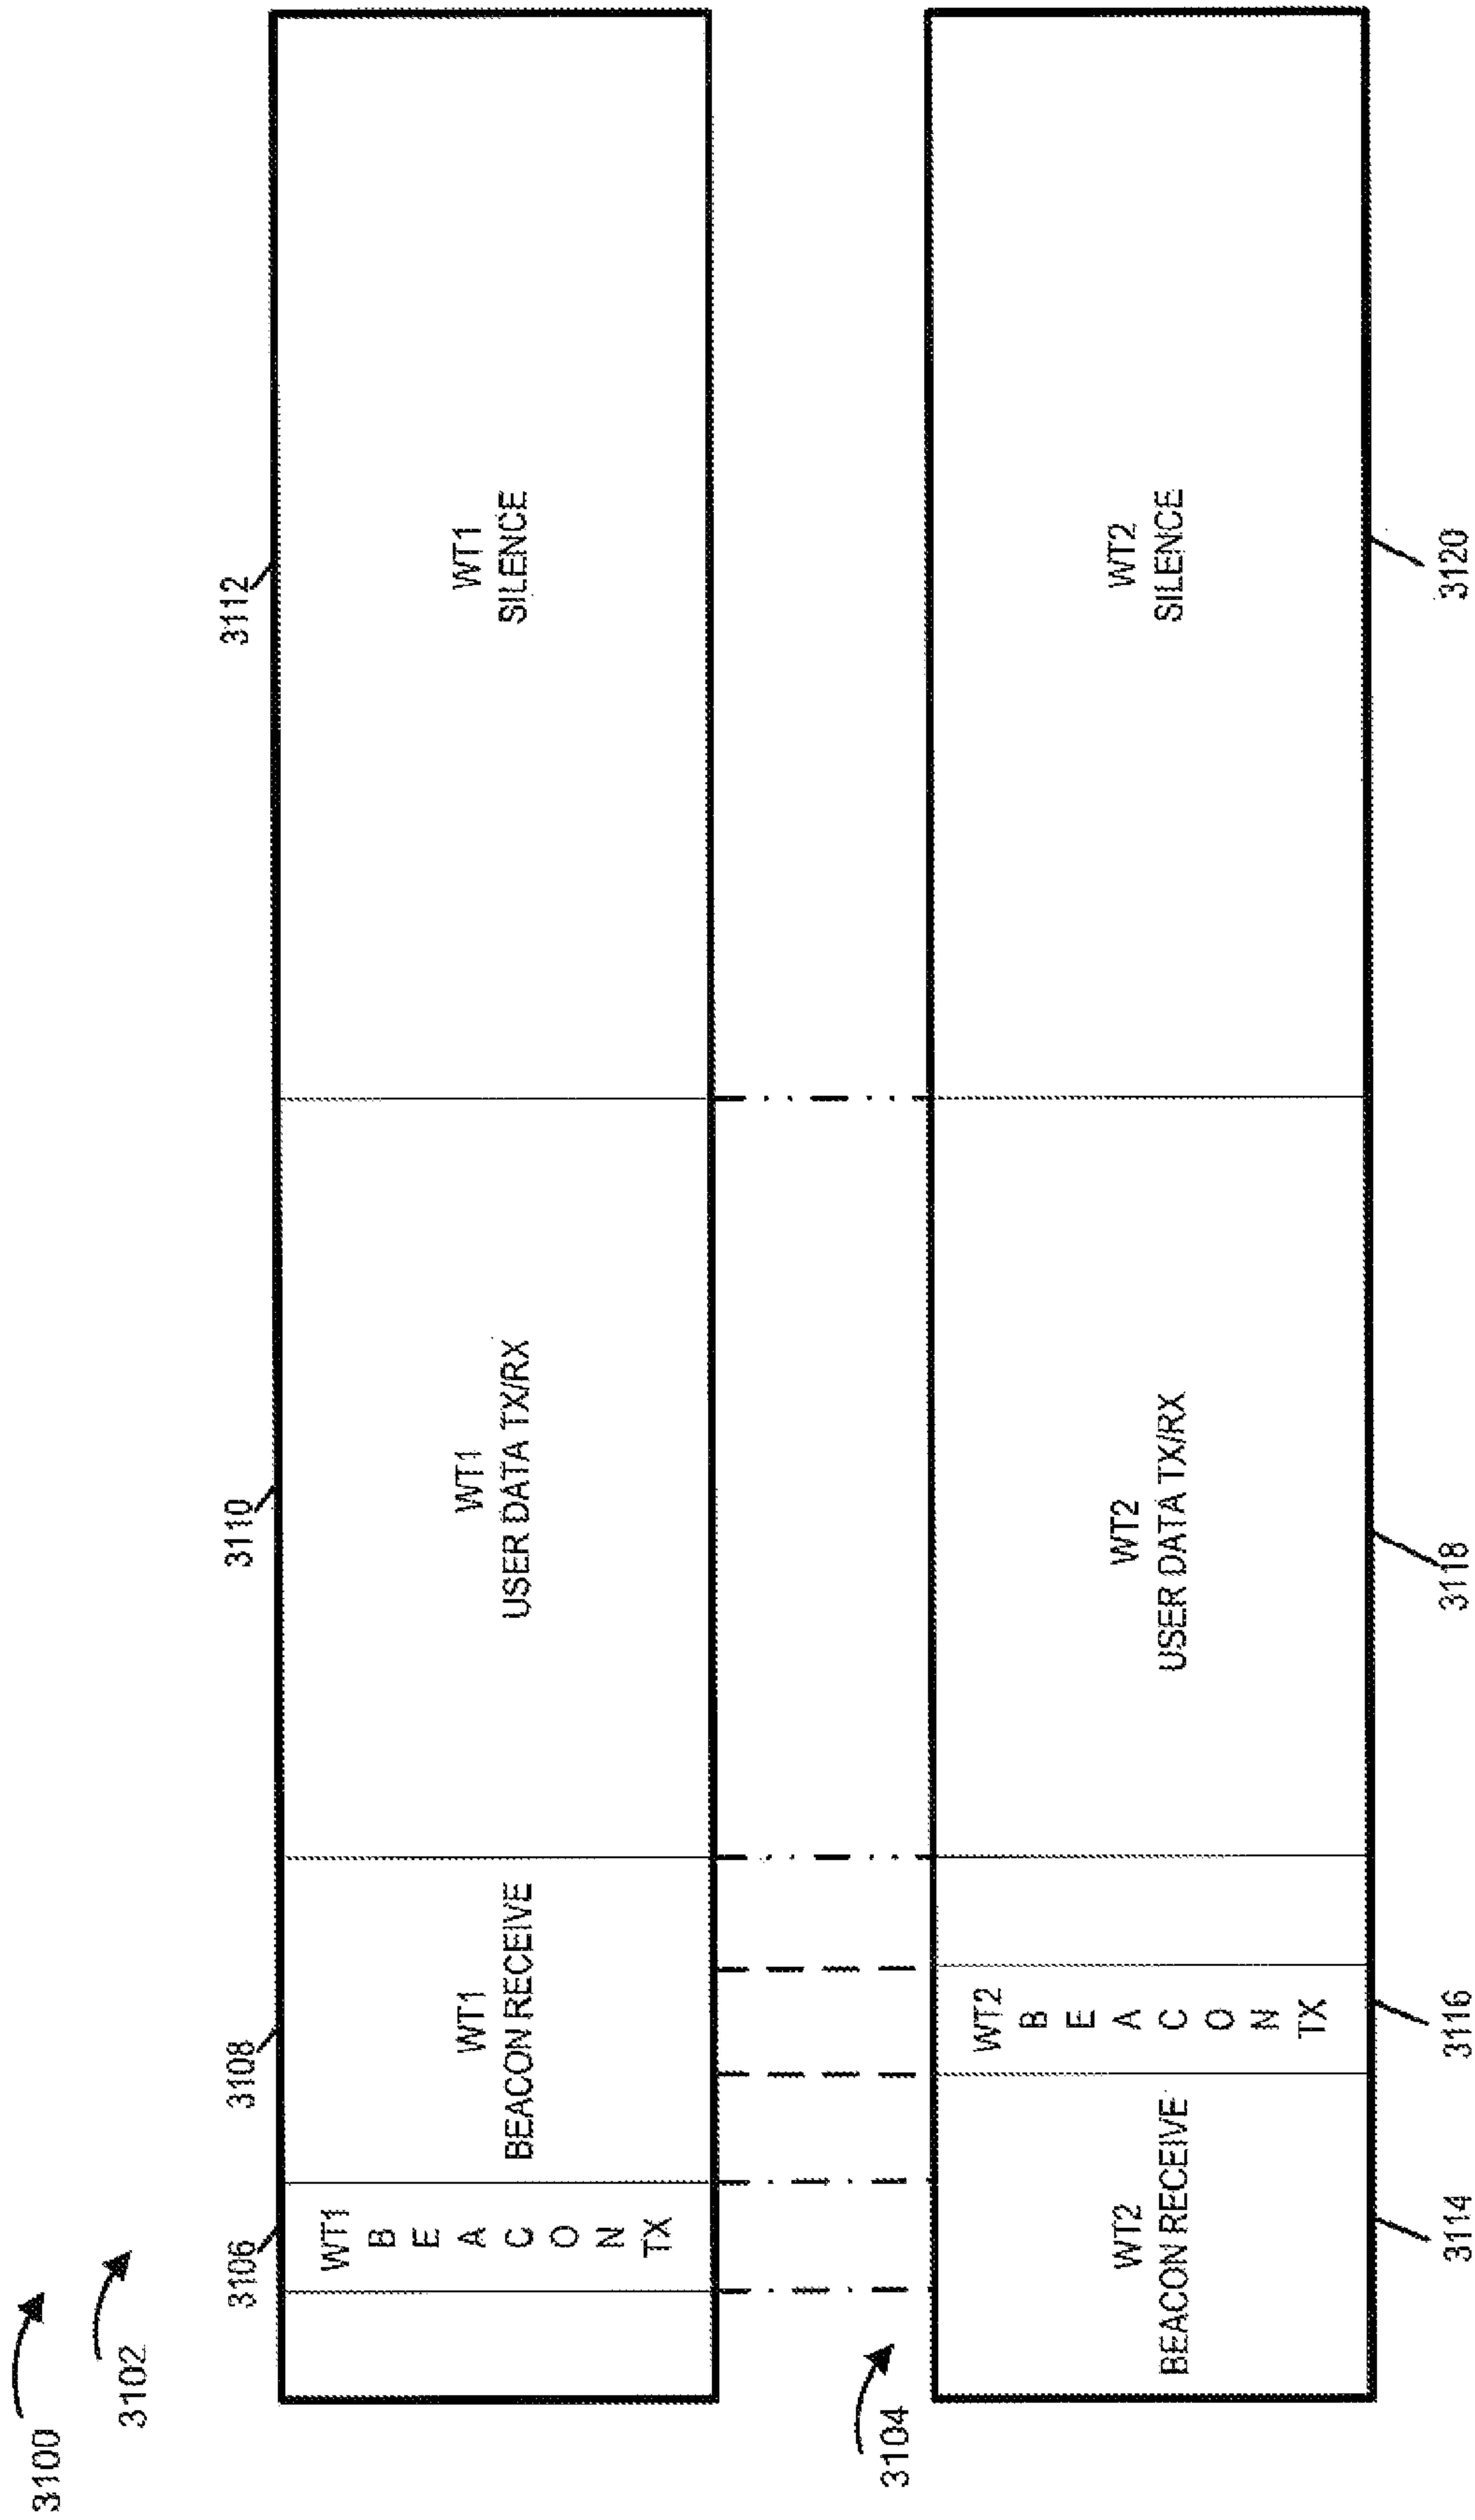 3100
3102
3106
3108
3110
3112
WT1
B
E
A
C
O
N
TX
WT1
BEACON RECEIVE
WT1
USER DATA TX/RX
WT1
SILENCE
3104
WT2
BEACON RECEIVE
WT2
B
E
A
C
O
N
TX
WT2
USER DATA TX/RX
WT2
SILENCE
3114
3116
3118
3120